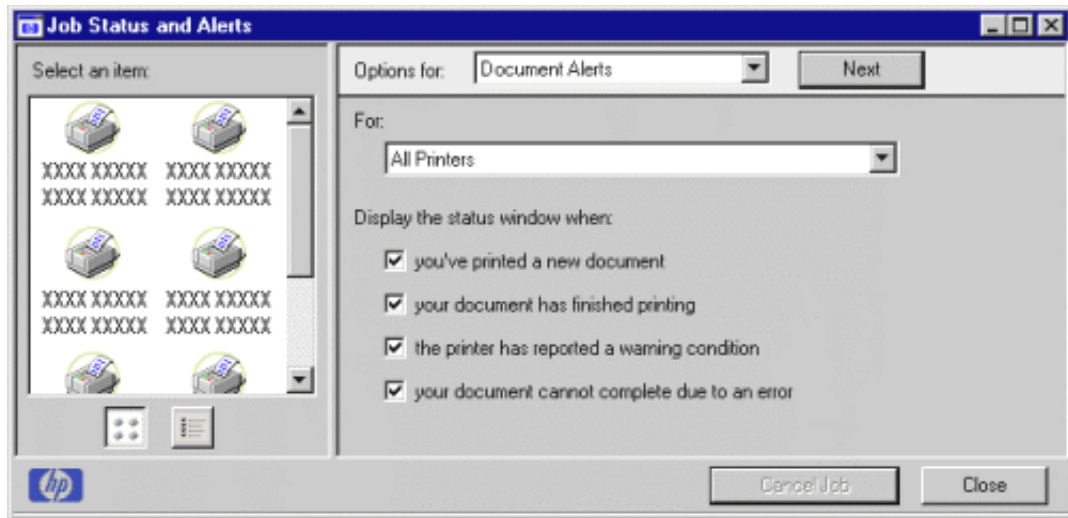 Job Status and Alerts
Select an item:
Options for: Document Alerts Next
XXXX XXXXX XXXX XXXXX
XXXX XXXXX XXXX XXXXX
XXXX XXXXX XXXX XXXXX
XXXX XXXXX XXXX XXXXX
For:
All Printers
Display the status window when:
you've printed a new document
your document has finished printing
the printer has reported a warning condition
your document cannot complete due to an error
hp
Cancel Job Close